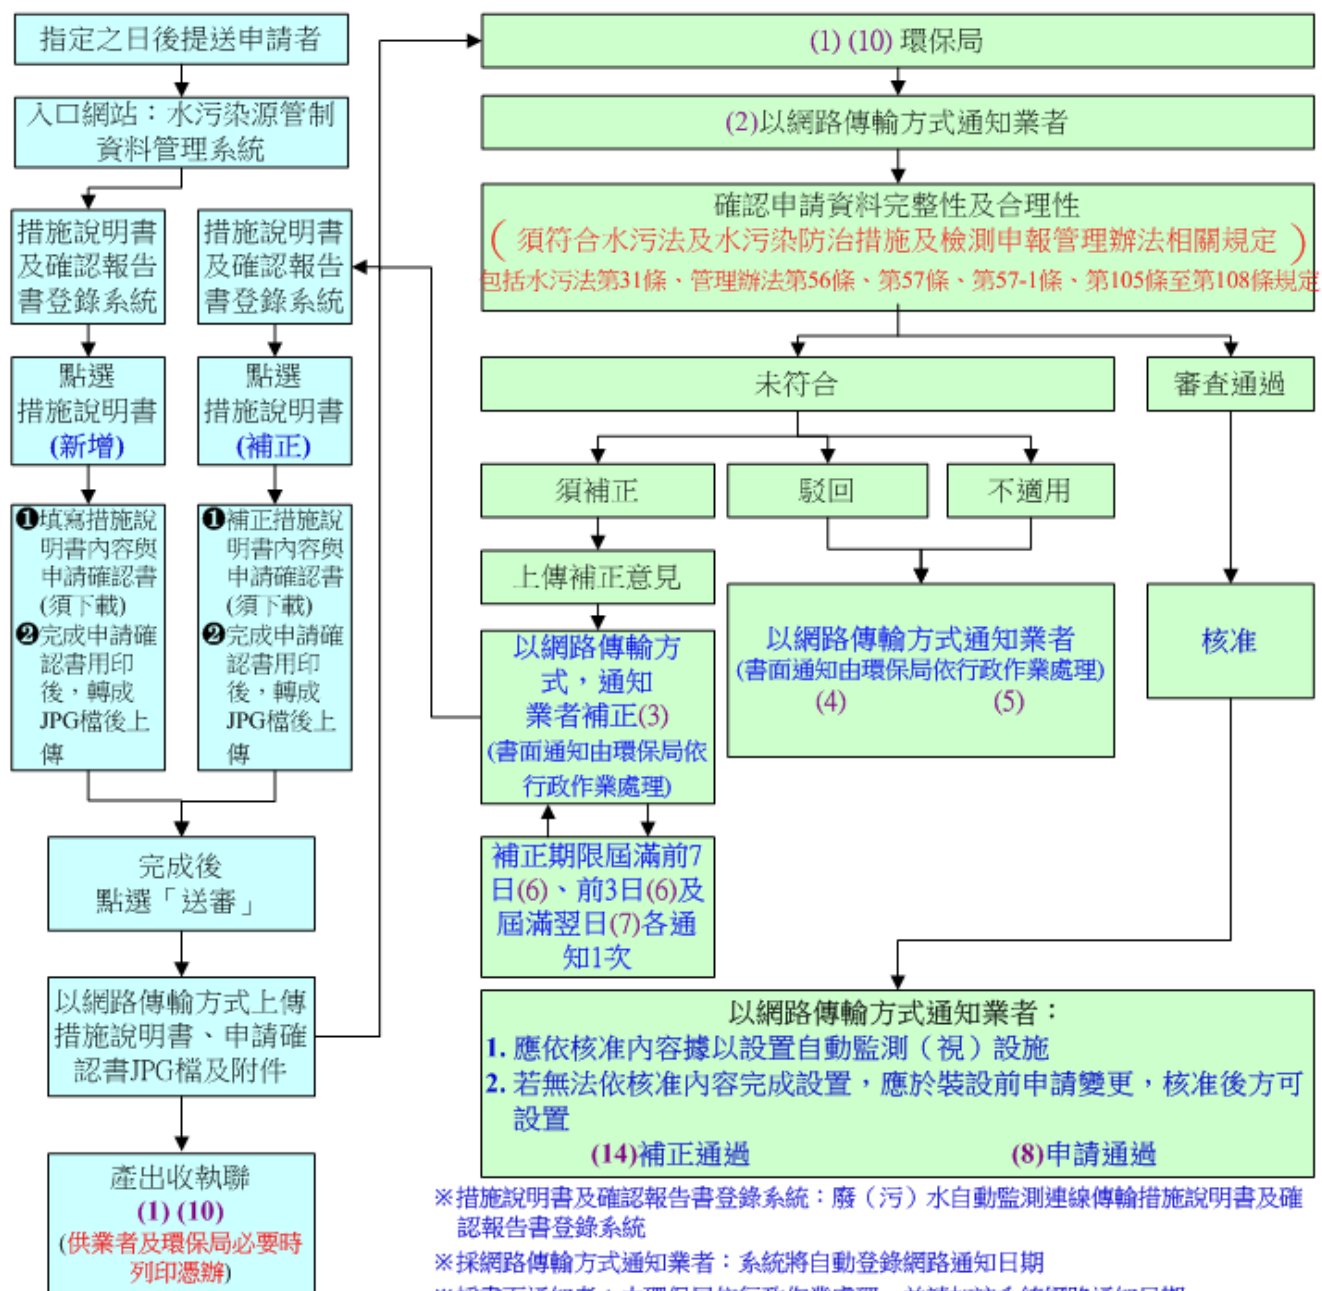 指定之日後提送申請者
入口網站：水污染源管制
資料管理系統
措施說明書
及確認報告
書登錄系統
點選
措施說明書
(新增)
❶填寫措施說
明書內容與
申請確認書
(須下載)
❷完成申請確
認書用印
後，轉成
JPG檔後上
傳
措施說明書
及確認報告
書登錄系統
點選
措施說明書
(補正)
❶補正措施說
明書內容與
申請確認書
(須下載)
❷完成申請確
認書用印
後，轉成
JPG檔後上
傳
完成後
點選「送審」
以網路傳輸方式上傳
措施說明書、申請確
認書JPG檔及附件
產出收執聯
(1) (10)
(供業者及環保局必要時
列印憑辦)
(1) (10) 環保局
(2)以網路傳輸方式通知業者
確認申請資料完整性及合理性
(須符合水污法及水污染防治措施及檢測申報管理辦法相關規定)
包括水污法第31條、管理辦法第56條、第57條、第57-1條、第105條至第108條規定
未符合
審查通過
須補正
駁回
不適用
上傳補正意見
以網路傳輸方
式，通知
業者補正(3)
(書面通知由環保局依
行政作業處理)
補正期限屆滿前7
日(6)、前3日(6)及
屆滿翌日(7)各通
知1次
以網路傳輸方式通知業者
(書面通知由環保局依行政作業處理)
(4) (5)
核准
以網路傳輸方式通知業者：
1. 應依核准內容據以設置自動監測（視）設施
2. 若無法依核准內容完成設置，應於裝設前申請變更，核准後方可
設置
(14)補正通過 (8)申請通過
※措施說明書及確認報告書登錄系統：廢（污）水自動監測連線傳輸措施說明書及確
認報告書登錄系統
※採網路傳輸方式通知業者：系統將自動登錄網路通知日期